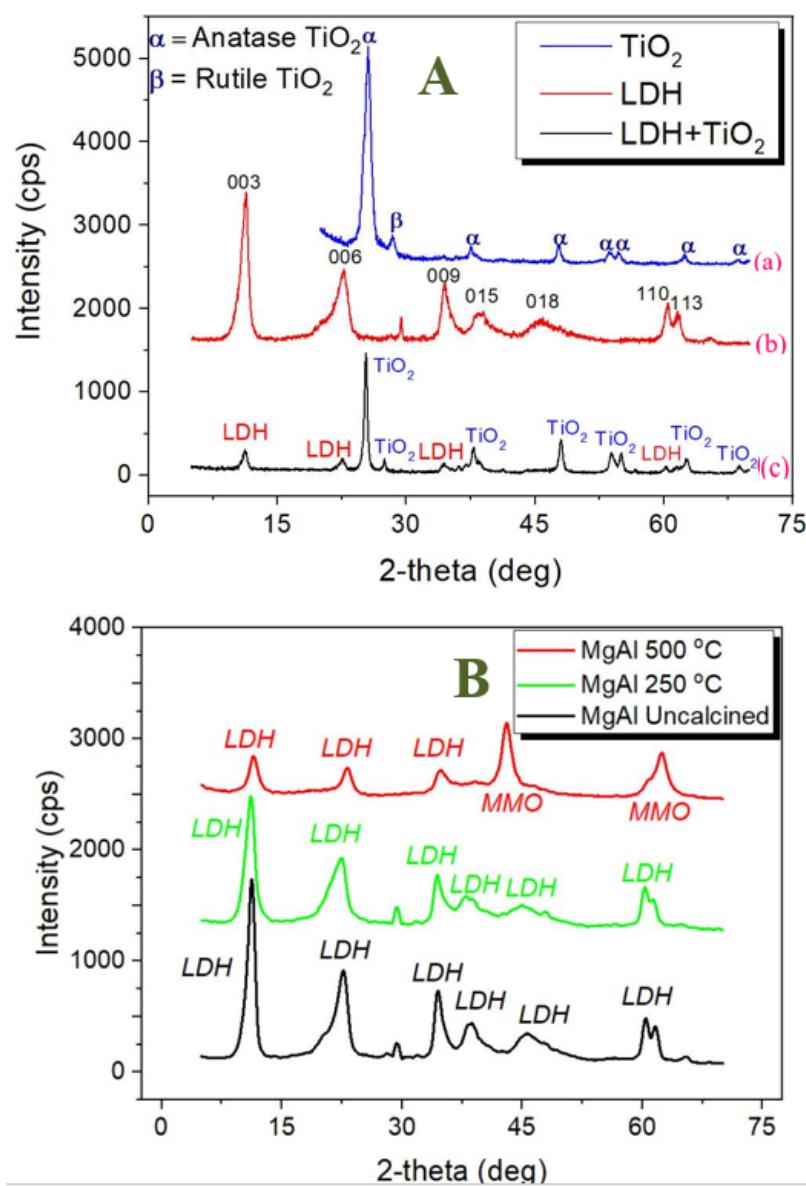 α = Anatase TiO₂
β = Rutile TiO₂
α
A
TiO₂
LDH
LDH+TiO₂
5000
4000
3000
2000
1000
0
Intensity (cps)
003
β
α
α
α
α
α
α
(a)
006
009
015
018
110
113
(b)
TiO₂
LDH
LDH
TiO₂
LDH
TiO₂
TiO₂
TiO₂
LDH
TiO₂
TiO₂
(c)
0
15
30
45
60
75
2-theta (deg)
4000
3000
2000
1000
0
Intensity (cps)
B
MgAl 500 °C
MgAl 250 °C
MgAl Uncalcined
LDH
LDH
LDH
MMO
MMO
LDH
LDH
LDH
LDH
LDH
LDH
LDH
LDH
LDH
LDH
LDH
LDH
0
15
30
45
60
75
2-theta (deg)